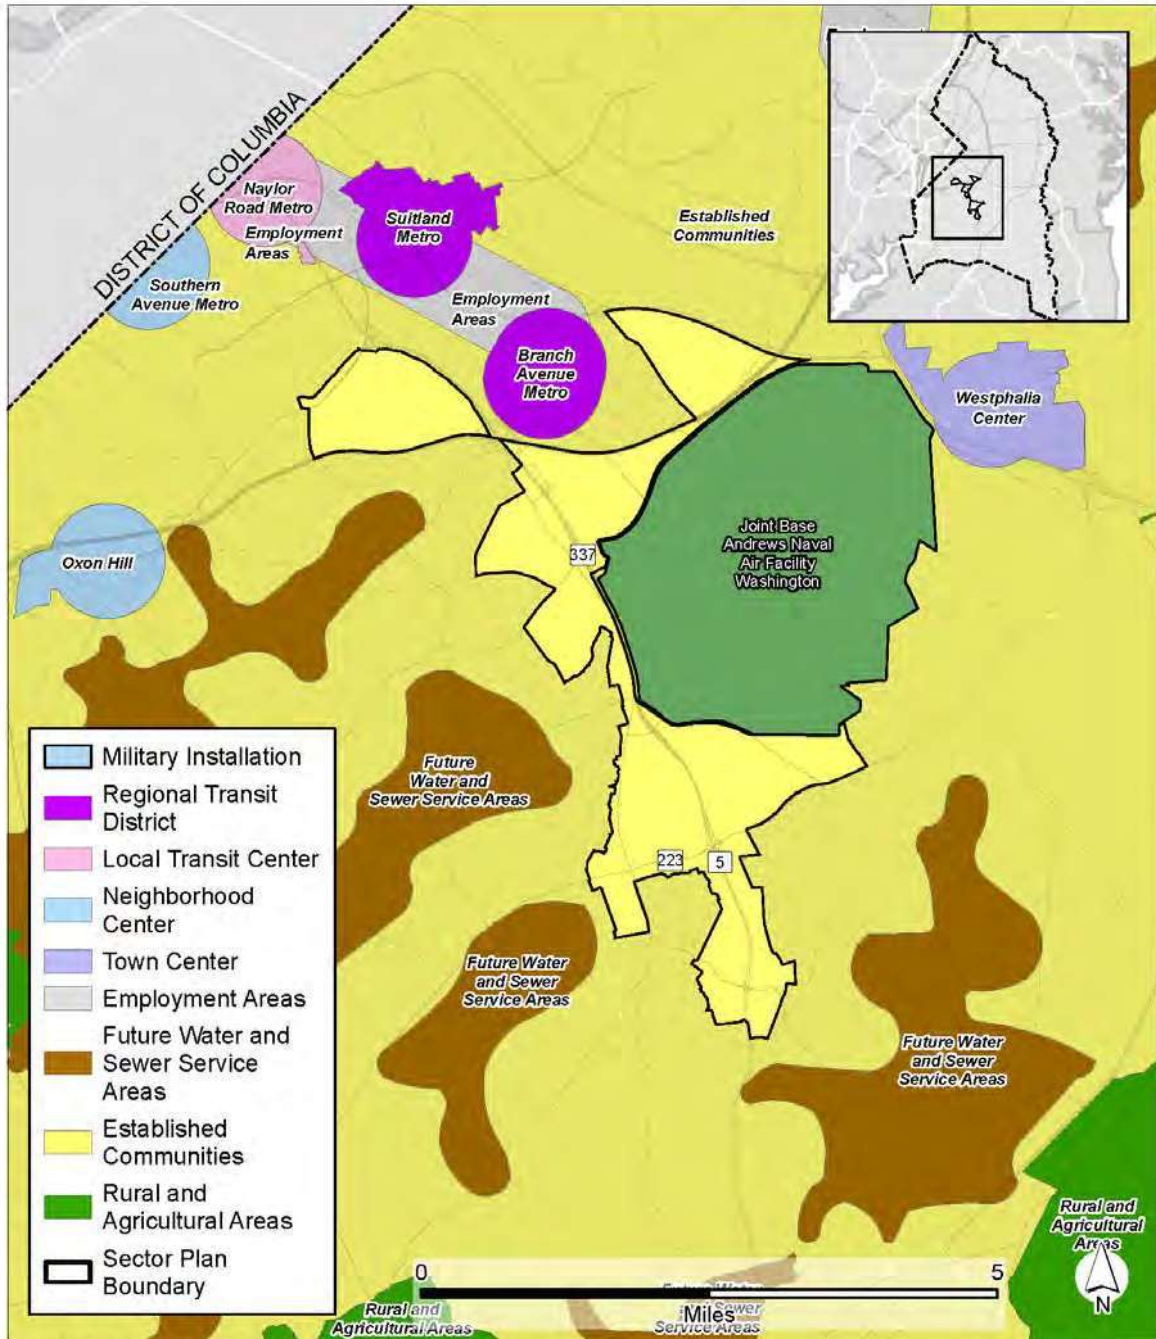 DISTRICT OF COLUMBIA
Naylor
Road Metro
Employment
Areas
Suitland
Metro
Southern
Avenue Metro
Established
Communities
Employment
Areas
Branch
Avenue
Metro
Westphalia
Center
Joint Base
Andrews Naval
Air Facility
Washington
337
Oxon Hill
Future
Water and
Sewer Service Areas
223
5
Future Water
and Sewer
Service Areas
Future Water
and Sewer
Service Areas
Military Installation
Regional Transit
District
Local Transit Center
Neighborhood
Center
Town Center
Employment Areas
Future Water and
Sewer Service
Areas
Established
Communities
Rural and
Agricultural Areas
Sector Plan
Boundary
Rural and
Agricultural
Areas
N
0
5
Miles
Future Water
and Sewer
Service Areas
Rural and
Agricultural Areas